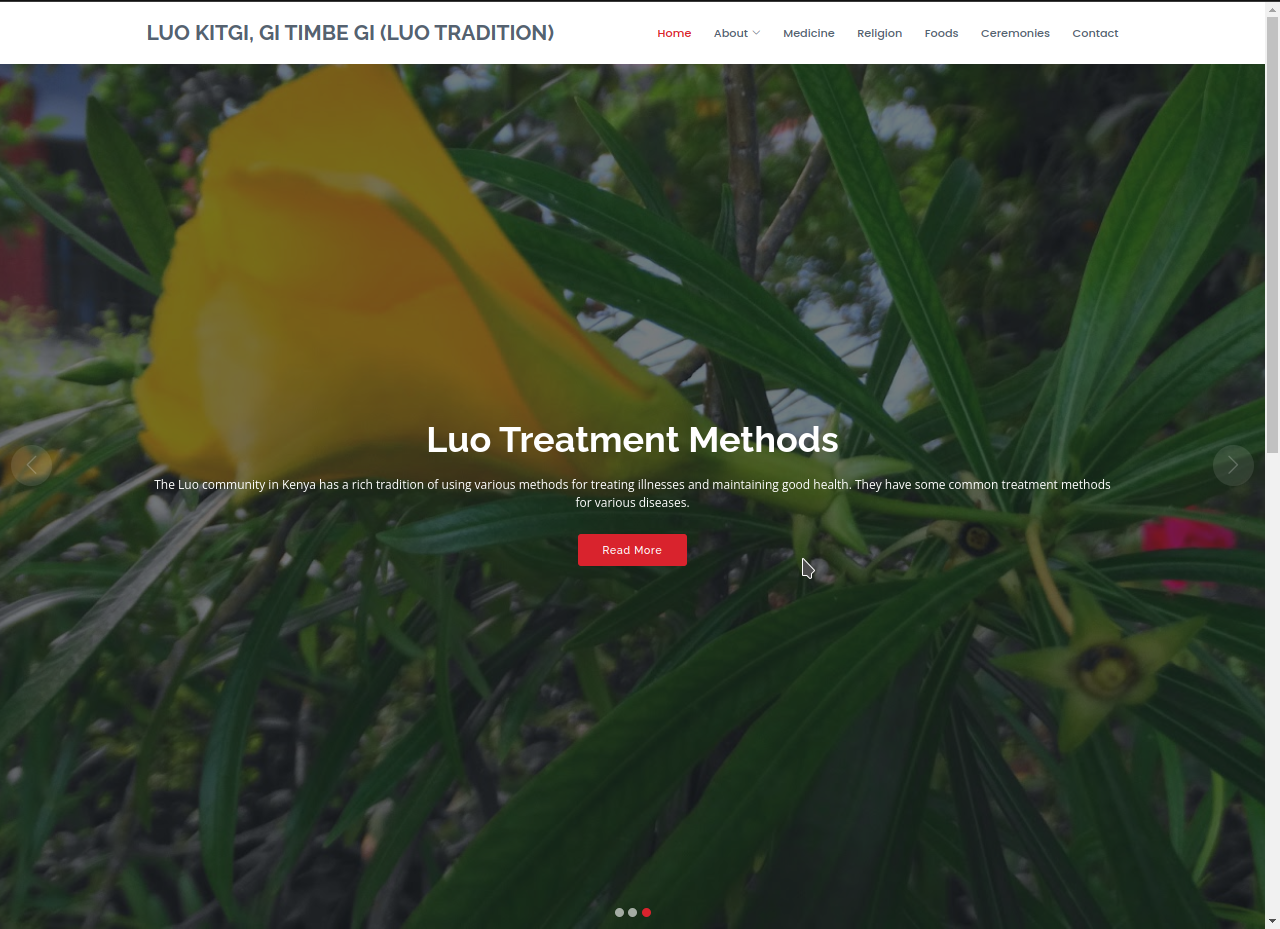 LUO KITGI, GI TIMBE GI (LUO TRADITION)
Home About Medicine Religion Foods Ceremonies Contact
Luo Treatment Methods
The Luo community in Kenya has a rich tradition of using various methods for treating illnesses and maintaining good health. They have some common treatment methods
for various diseases.
Read More